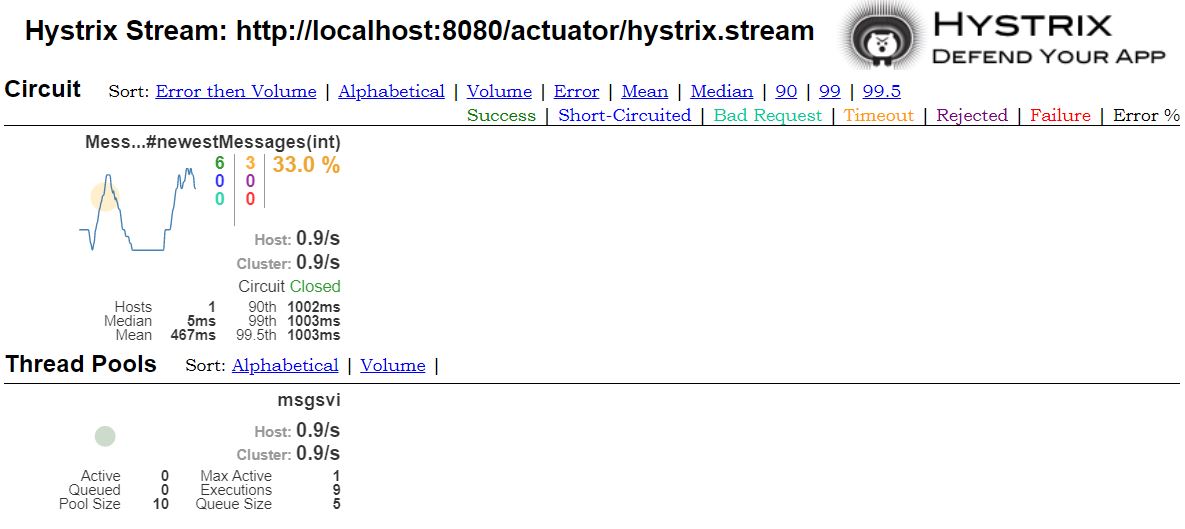 Hystrix Stream: http://localhost:8080/actuator/hystrix.stream
HYSTRIX
DEFEND YOUR APP
Circuit Sort: Error then Volume | Alphabetical | Volume | Error | Mean | Median | 90 | 99 | 99.5
Success | Short-Circuited | Bad Request | Timeout | Rejected | Failure | Error %
Mess...#newestMessages(int)
6 3 33.0 %
0 0
0 0
Host: 0.9/s
Cluster: 0.9/s
Circuit Closed
Hosts 1 90th 1002ms
Median 5ms 99th 1003ms
Mean 467ms 99.5th 1003ms
Thread Pools Sort: Alphabetical | Volume |
msgsvi
Host: 0.9/s
Cluster: 0.9/s
Active 0 Max Active 1
Queued 0 Executions 9
Pool Size 10 Queue Size 5